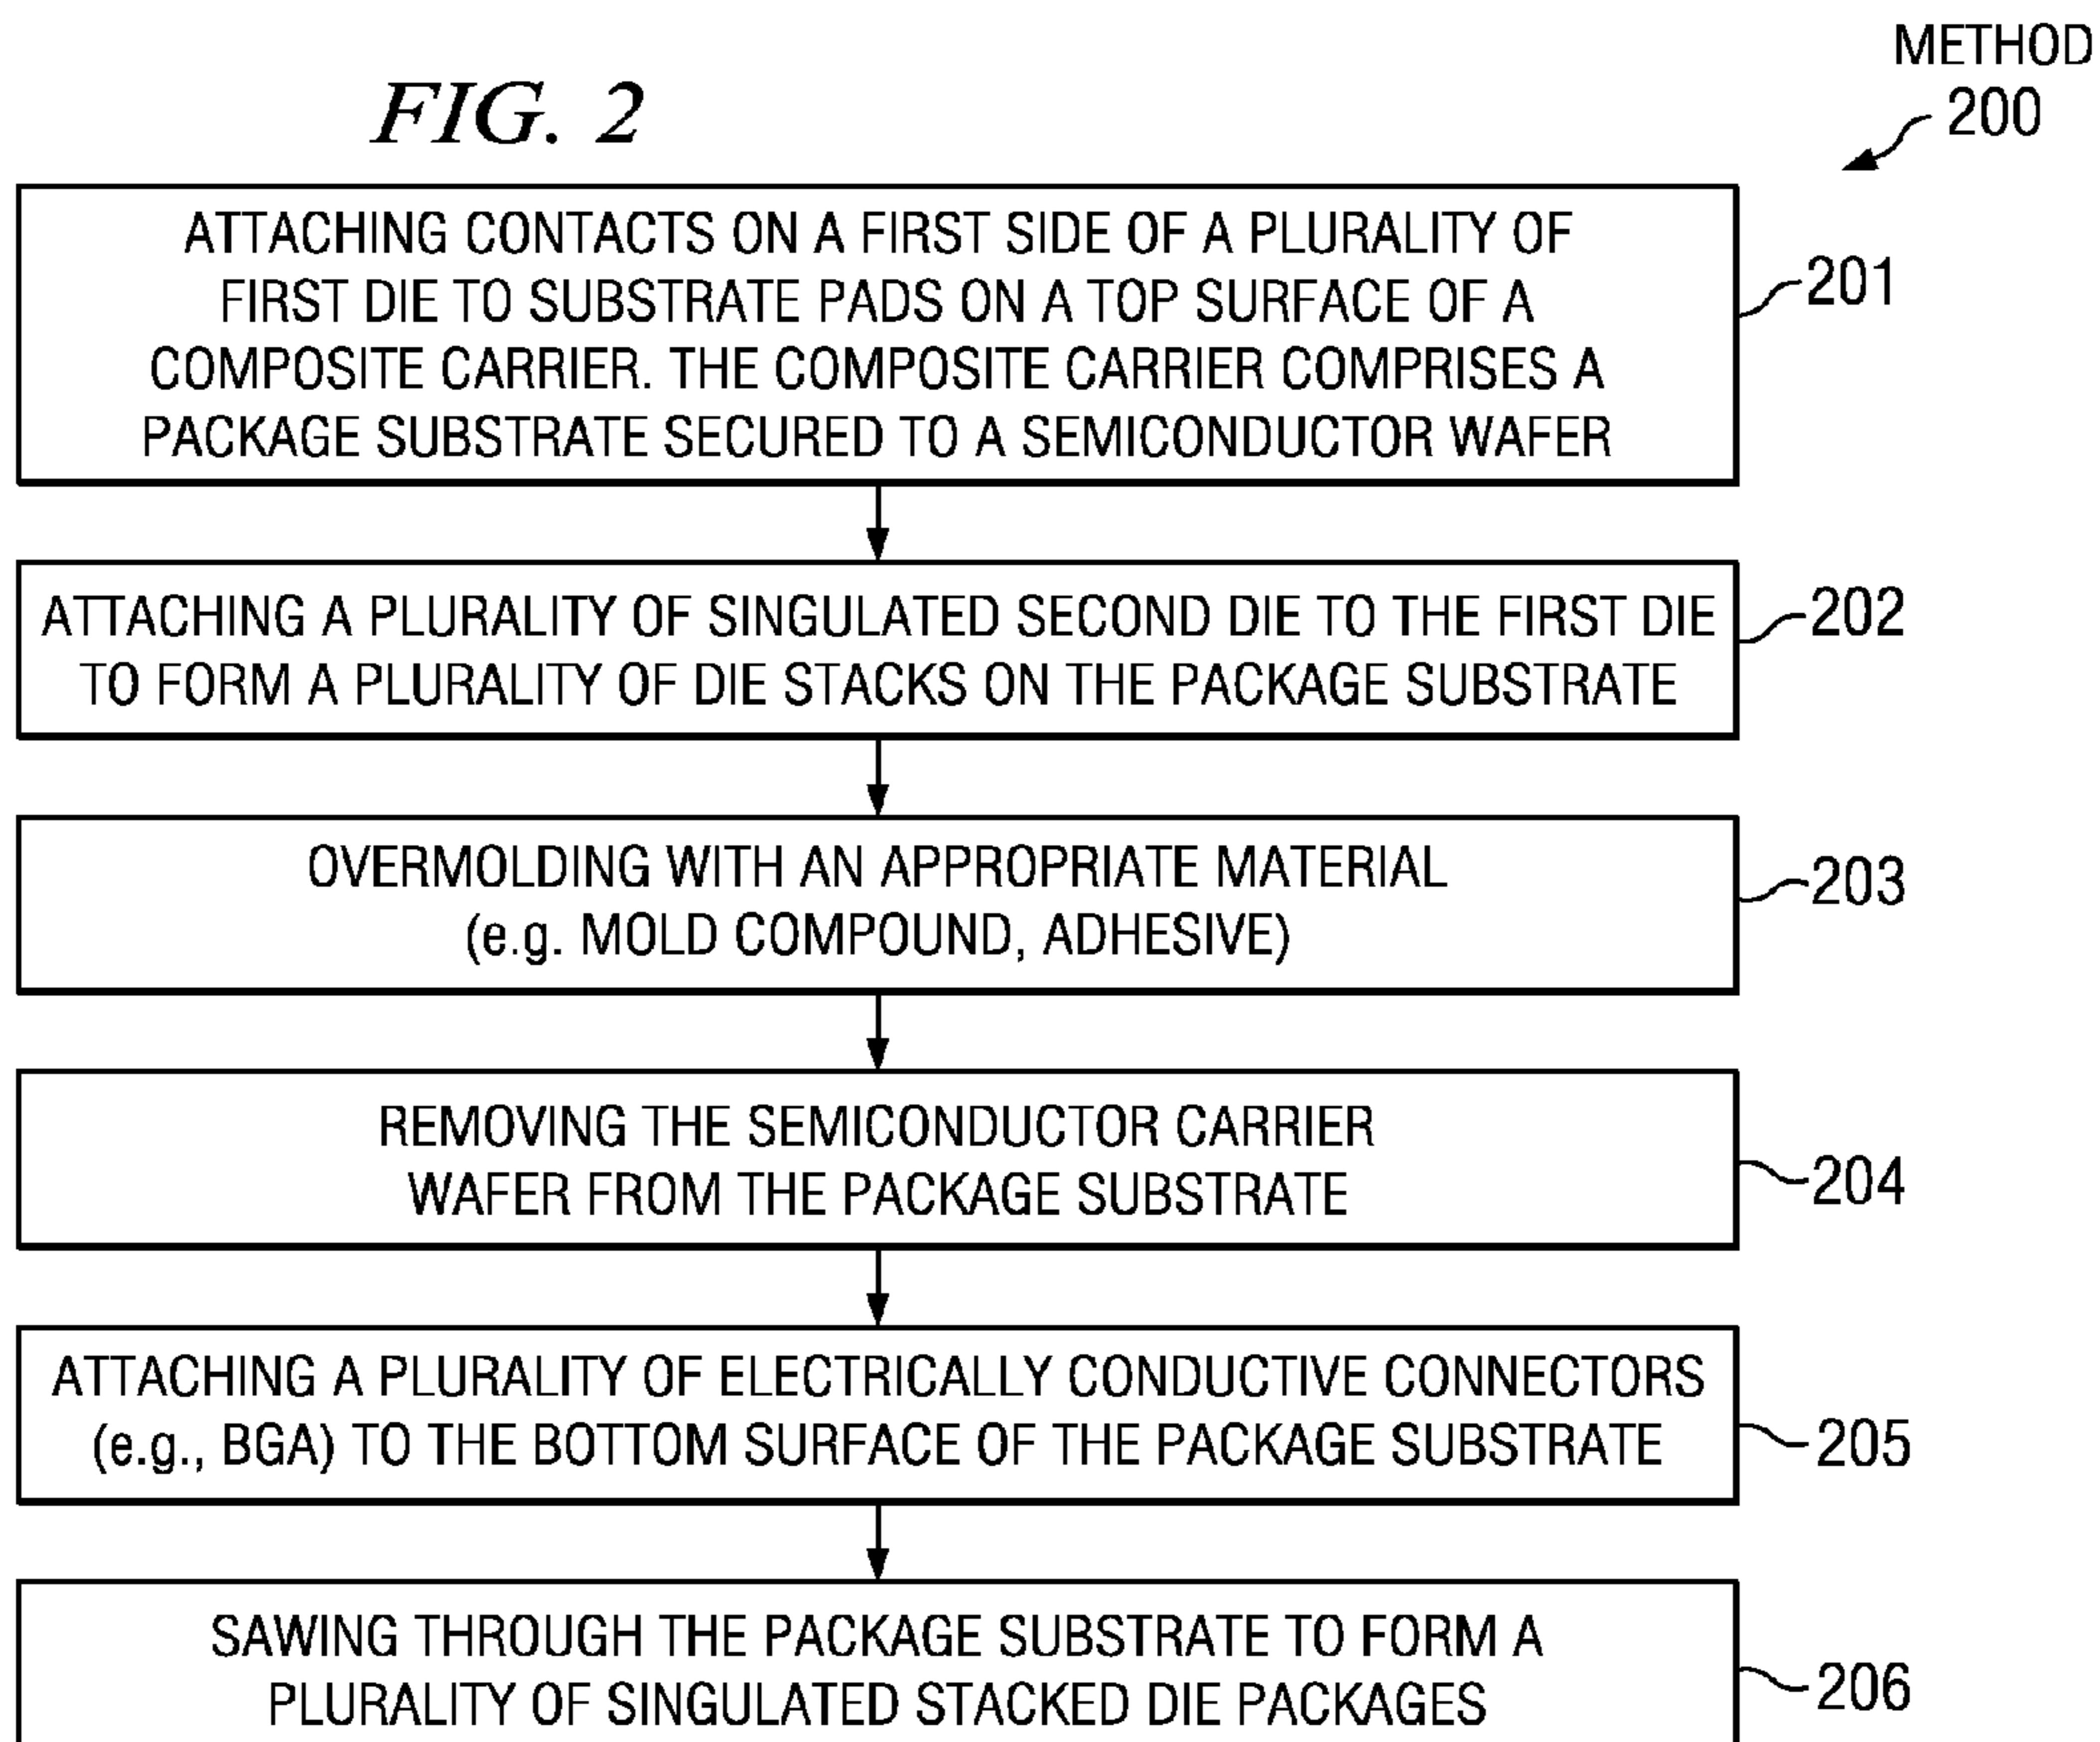 METHOD
200
FIG. 2
ATTACHING CONTACTS ON A FIRST SIDE OF A PLURALITY OF
FIRST DIE TO SUBSTRATE PADS ON A TOP SURFACE OF A
COMPOSITE CARRIER. THE COMPOSITE CARRIER COMPRISES A
PACKAGE SUBSTRATE SECURED TO A SEMICONDUCTOR WAFER
201
ATTACHING A PLURALITY OF SINGULATED SECOND DIE TO THE FIRST DIE
TO FORM A PLURALITY OF DIE STACKS ON THE PACKAGE SUBSTRATE
202
OVERMOLDING WITH AN APPROPRIATE MATERIAL
(e.g. MOLD COMPOUND, ADHESIVE)
203
REMOVING THE SEMICONDUCTOR CARRIER
WAFER FROM THE PACKAGE SUBSTRATE
204
ATTACHING A PLURALITY OF ELECTRICALLY CONDUCTIVE CONNECTORS
(e.g., BGA) TO THE BOTTOM SURFACE OF THE PACKAGE SUBSTRATE
205
SAWING THROUGH THE PACKAGE SUBSTRATE TO FORM A
PLURALITY OF SINGULATED STACKED DIE PACKAGES
206